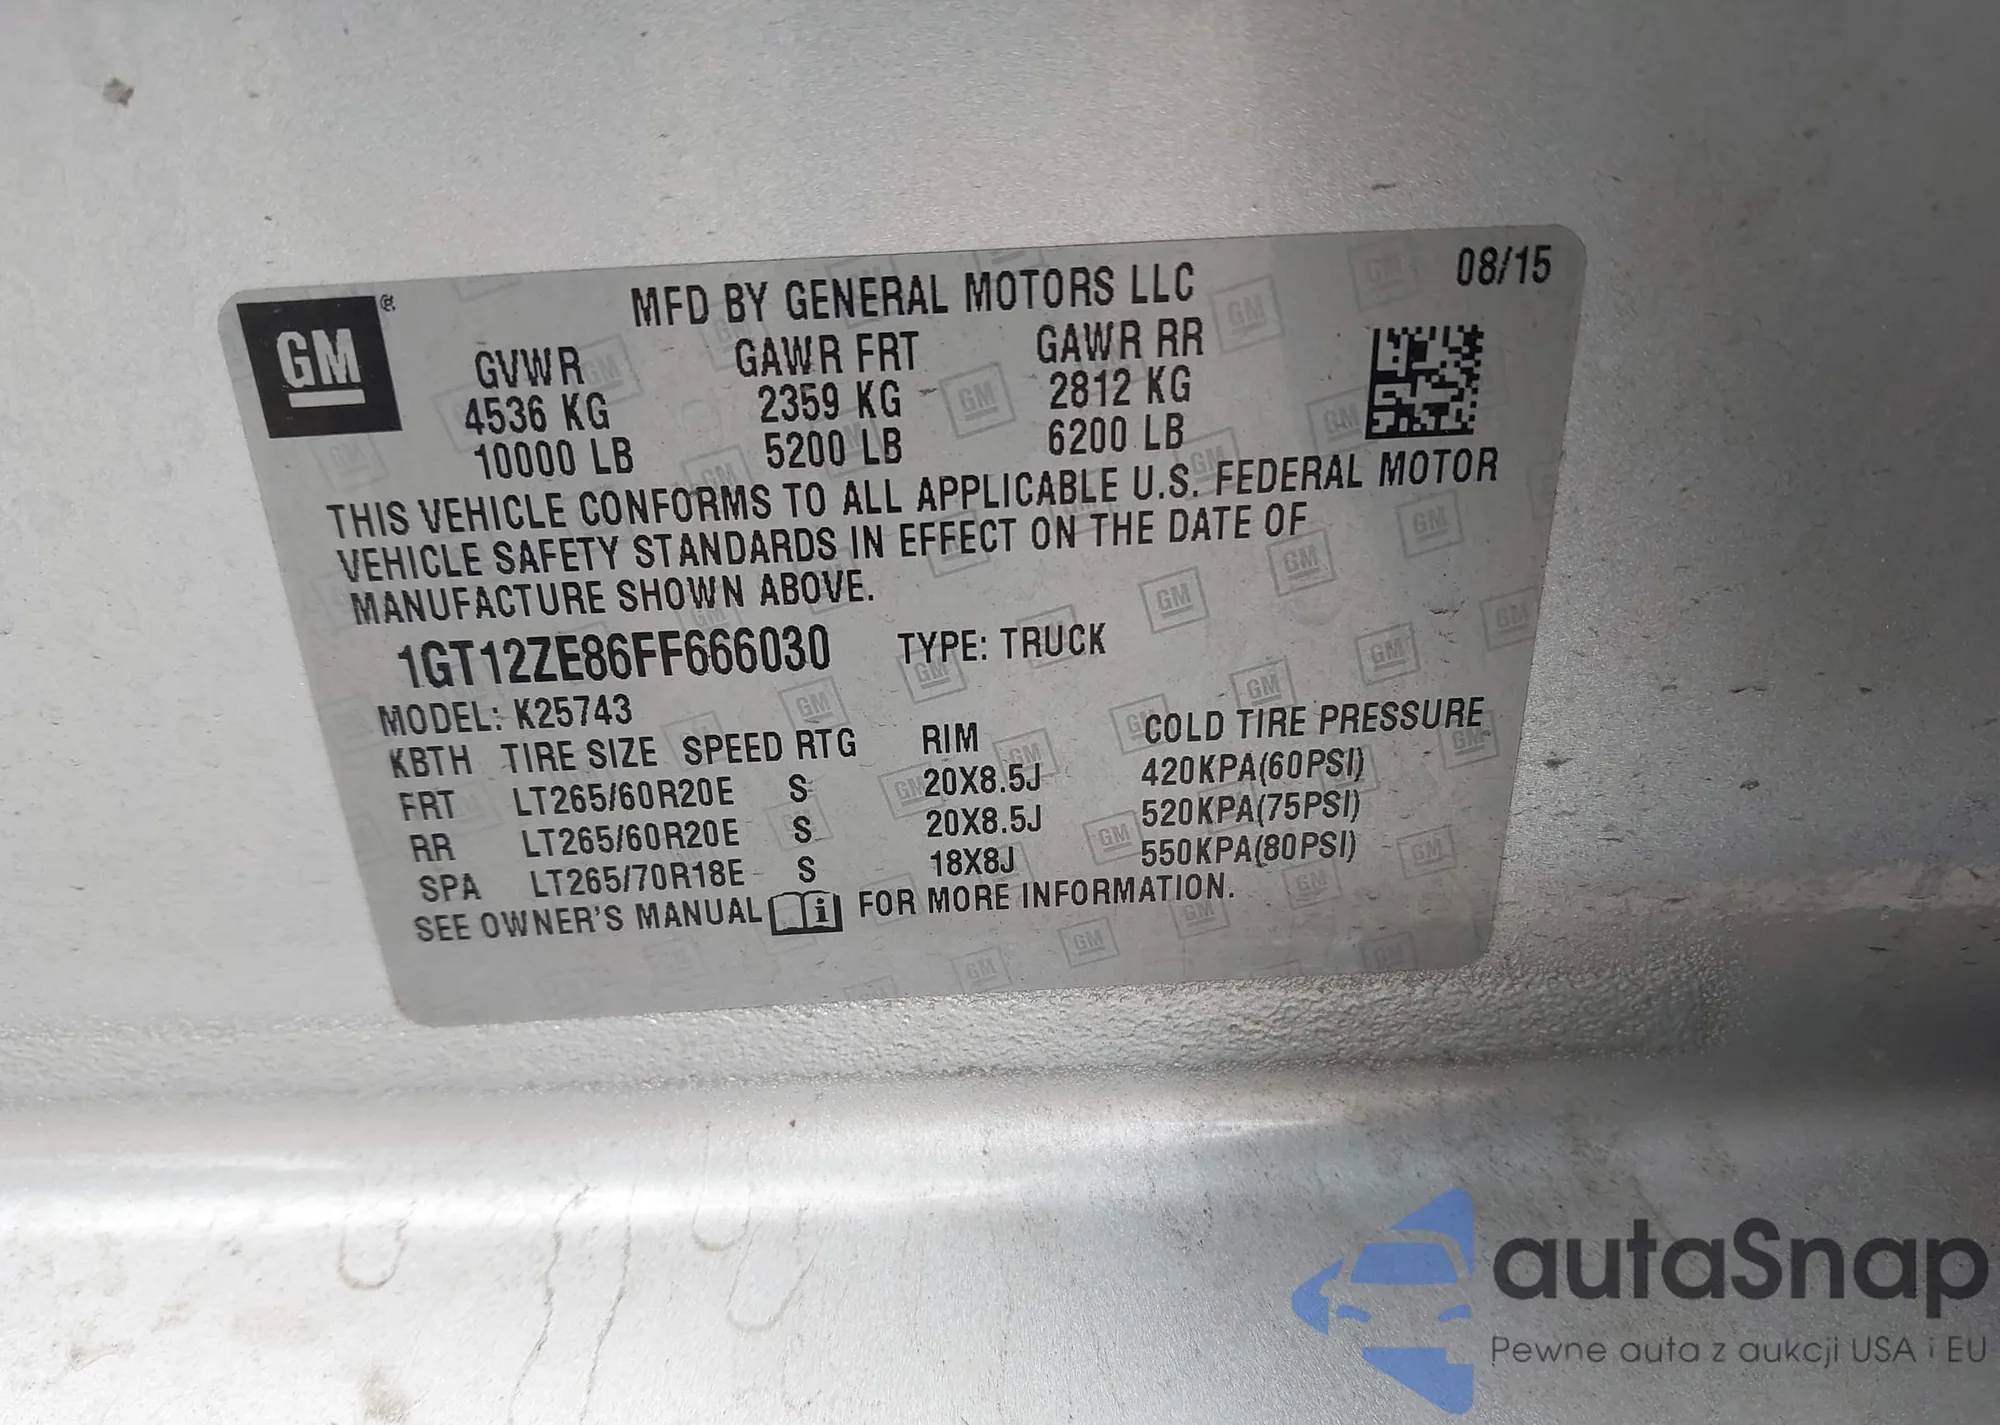 GM ®
MFD BY GENERAL MOTORS LLC 08/15
GVWR GAWR FRT GAWR RR
4536 KG 2359 KG 2812 KG
10000 LB 5200 LB 6200 LB
THIS VEHICLE CONFORMS TO ALL APPLICABLE U.S. FEDERAL MOTOR
VEHICLE SAFETY STANDARDS IN EFFECT ON THE DATE OF
MANUFACTURE SHOWN ABOVE.
1GT12ZE86FF666030 TYPE: TRUCK
MODEL: K25743
KBTH TIRE SIZE SPEED RTG RIM COLD TIRE PRESSURE
FRT LT265/60R20E S 20X8.5J 420KPA(60PSI)
RR LT265/60R20E S 20X8.5J 520KPA(75PSI)
SPA LT265/70R18E S 18X8J 550KPA(80PSI)
SEE OWNER'S MANUAL i FOR MORE INFORMATION.
autaSnap
Pewne auta z aukcji USA i EU